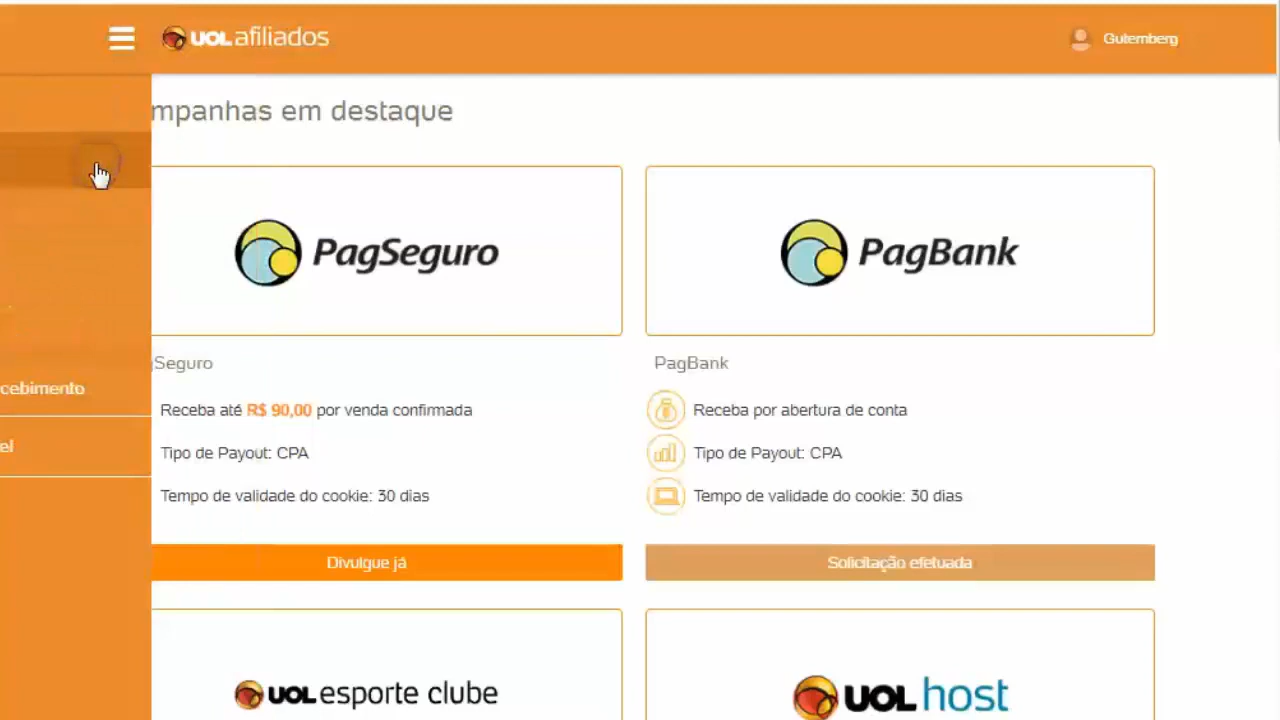 UOL afiliados
Gutemberg
mpanhas em destaque
PagSeguro
PagBank
Seguro
PagBank
cebimento
Receba até R$ 90,00 por venda confirmada
Receba por abertura de conta
el
Tipo de Payout: CPA
Tipo de Payout: CPA
Tempo de validade do cookie: 30 dias
Tempo de validade do cookie: 30 dias
Divulgue já
Solicitação efetuada
UOL esporte clube
UOL host